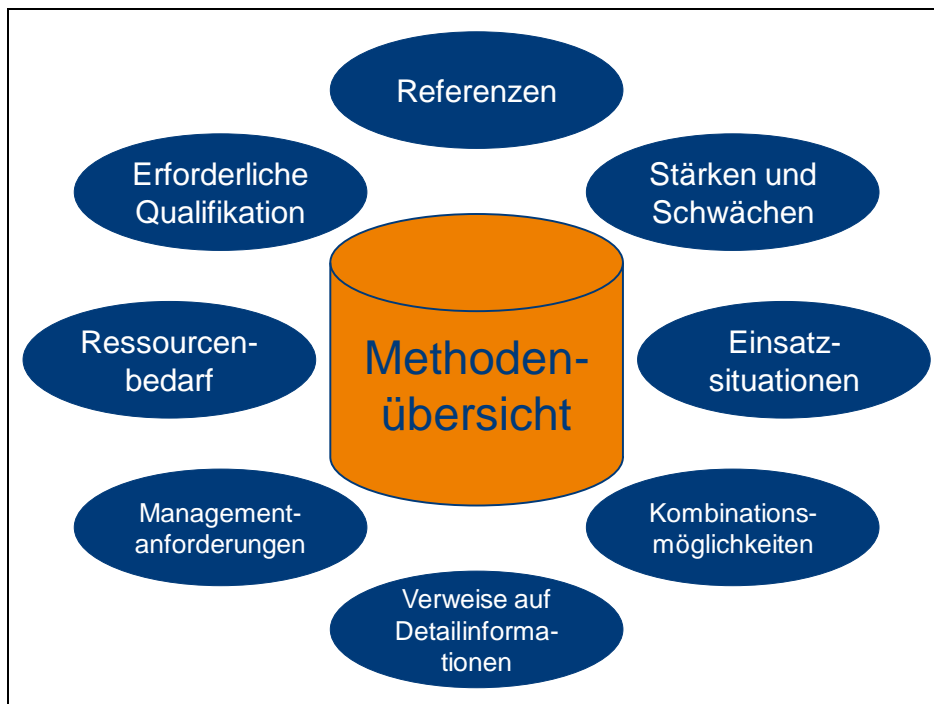 Referenzen
Erforderliche
Qualifikation
Stärken und
Schwächen
Ressourcen-
bedarf
Methoden-
übersicht
Einsatz-
situationen
Management-
anforderungen
Kombinations-
möglichkeiten
Verweise auf
Detailinforma-
tionen